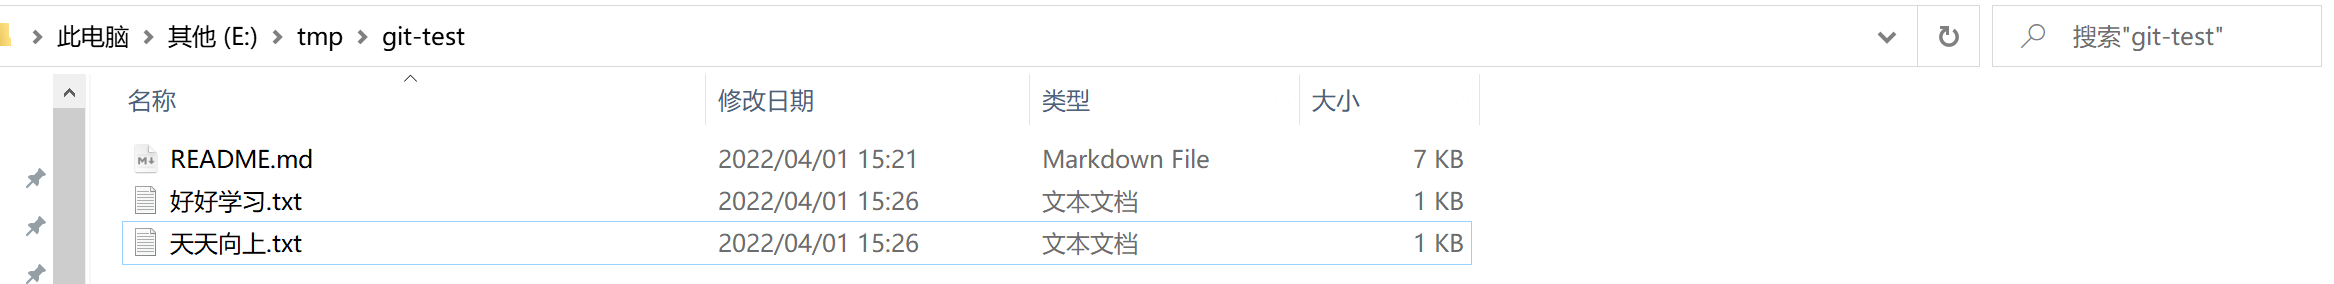 此电脑 其他 (E:) tmp git-test 搜索"git-test"
名称 修改日期 类型 大小
README.md 2022/04/01 15:21 Markdown File 7 KB
好好学习.txt 2022/04/01 15:26 文本文档 1 KB
天天向上.txt 2022/04/01 15:26 文本文档 1 KB